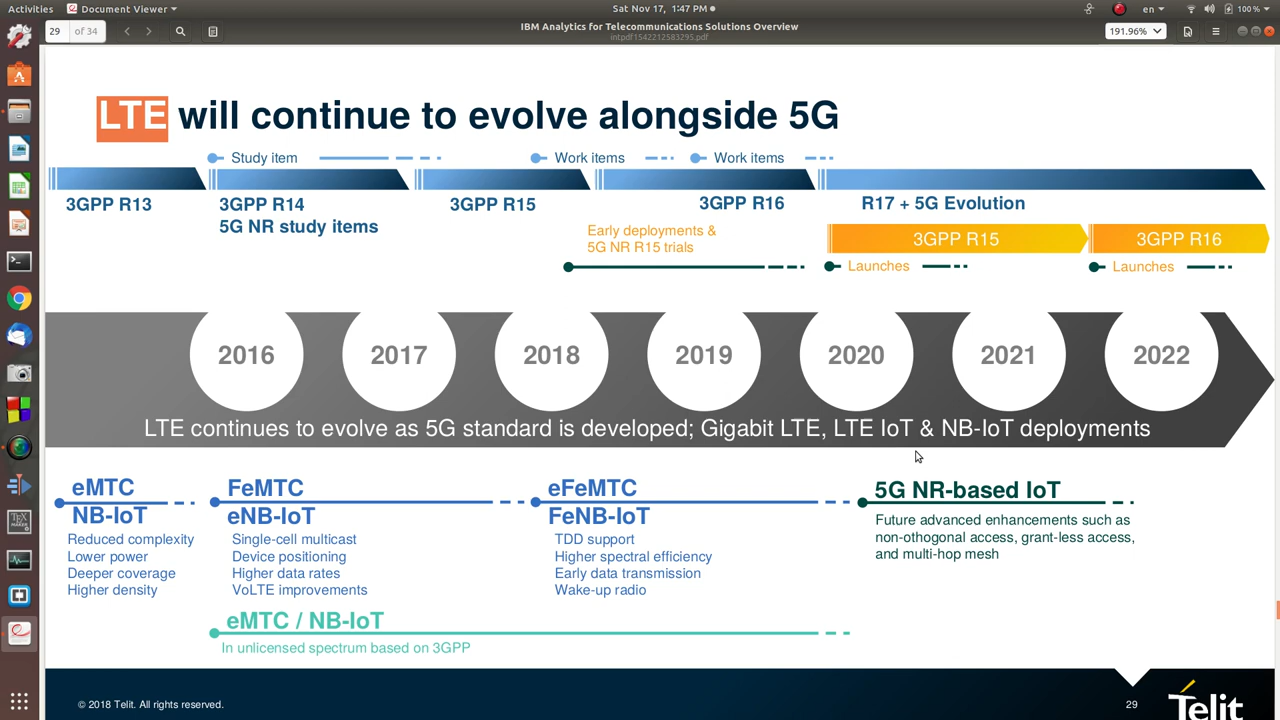 Activities
Document Viewer
Sat Nov 17, 1:47 PM
en
100 %
29 of 34
IBM Analytics for Telecommunications Solutions Overview
intpdf1542212583295.pdf
191.96%
LTE will continue to evolve alongside 5G
Study item
Work items
Work items
3GPP R13
3GPP R14
5G NR study items
3GPP R15
3GPP R16
R17 + 5G Evolution
Early deployments &
5G NR R15 trials
3GPP R15
3GPP R16
Launches
Launches
2016
2017
2018
2019
2020
2021
2022
LTE continues to evolve as 5G standard is developed; Gigabit LTE, LTE IoT & NB-IoT deployments
eMTC
NB-IoT
Reduced complexity
Lower power
Deeper coverage
Higher density
FeMTC
eNB-IoT
Single-cell multicast
Device positioning
Higher data rates
VoLTE improvements
eFeMTC
FeNB-IoT
TDD support
Higher spectral efficiency
Early data transmission
Wake-up radio
5G NR-based IoT
Future advanced enhancements such as
non-othogonal access, grant-less access,
and multi-hop mesh
eMTC / NB-IoT
In unlicensed spectrum based on 3GPP
© 2018 Telit. All rights reserved.
29
Telit